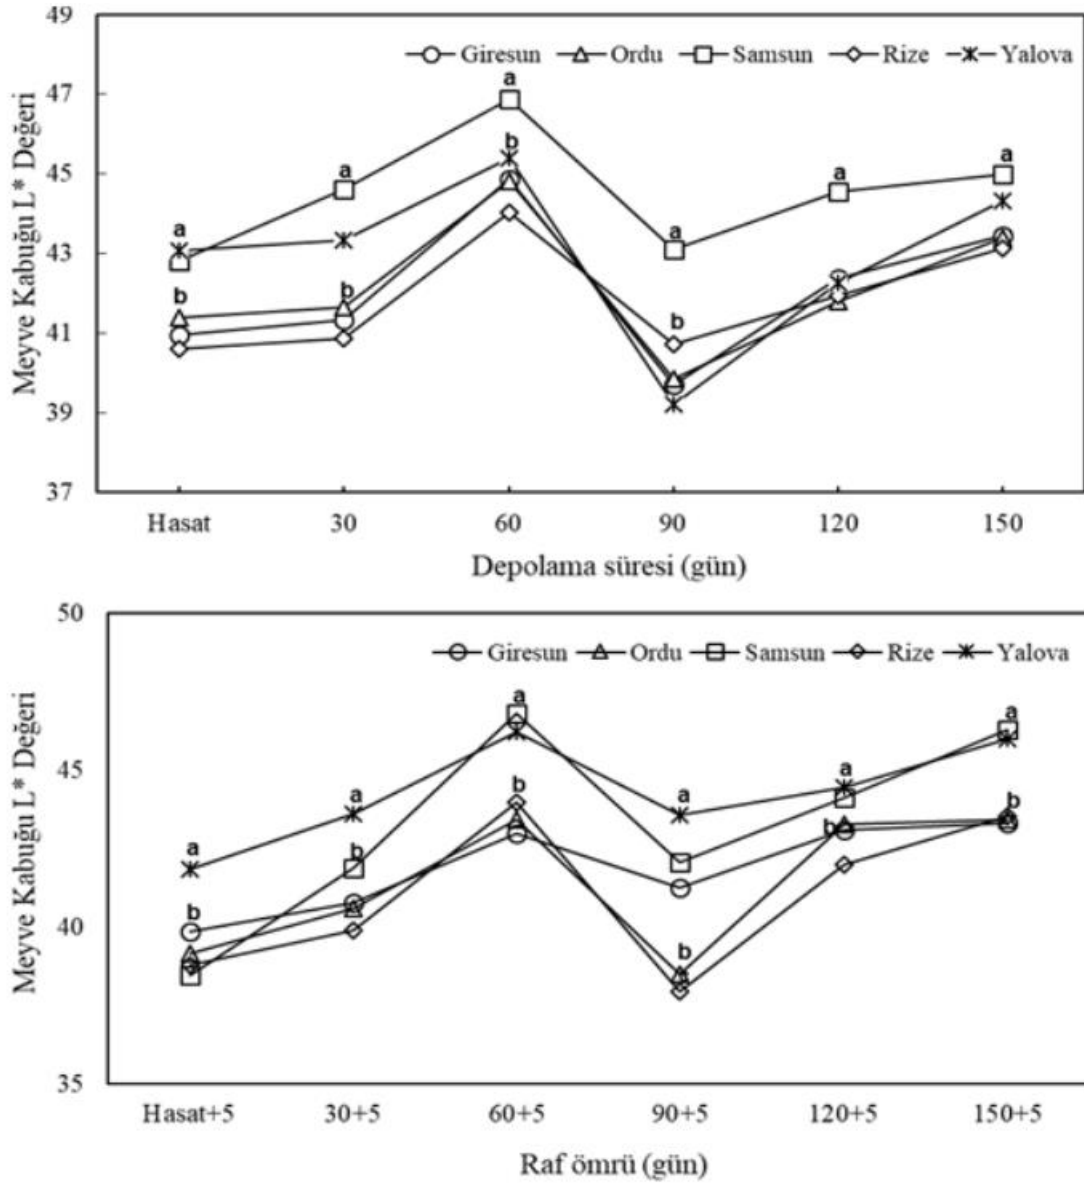 49
Giresun Ordu Samsun Rize Yalova
47
45
43
41
39
37
Meyve Kabuğu L* Değeri
a
b
a
b
a
b
a
b
a
a
Hasat 30 60 90 120 150
Depolama süresi (gün)
50
Giresun Ordu Samsun Rize Yalova
45
40
35
Meyve Kabuğu L* Değeri
a
b
a
b
a
b
a
b
a
b
a
b
Hasat+5 30+5 60+5 90+5 120+5 150+5
Raf ömrü (gün)